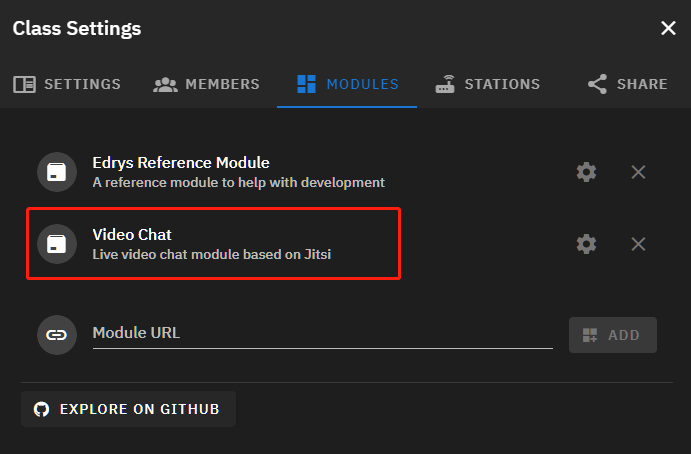 Class Settings
SETTINGS
MEMBERS
MODULES
STATIONS
SHARE
Edrys Reference Module
A reference module to help with development
Video Chat
Live video chat module based on Jitsi
Module URL
ADD
EXPLORE ON GITHUB